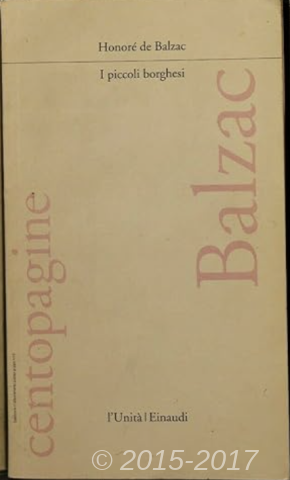 Honoré de Balzac
I piccoli borghesi
Balzac
centopagine
l'Unità | Einaudi
© 2015-2017